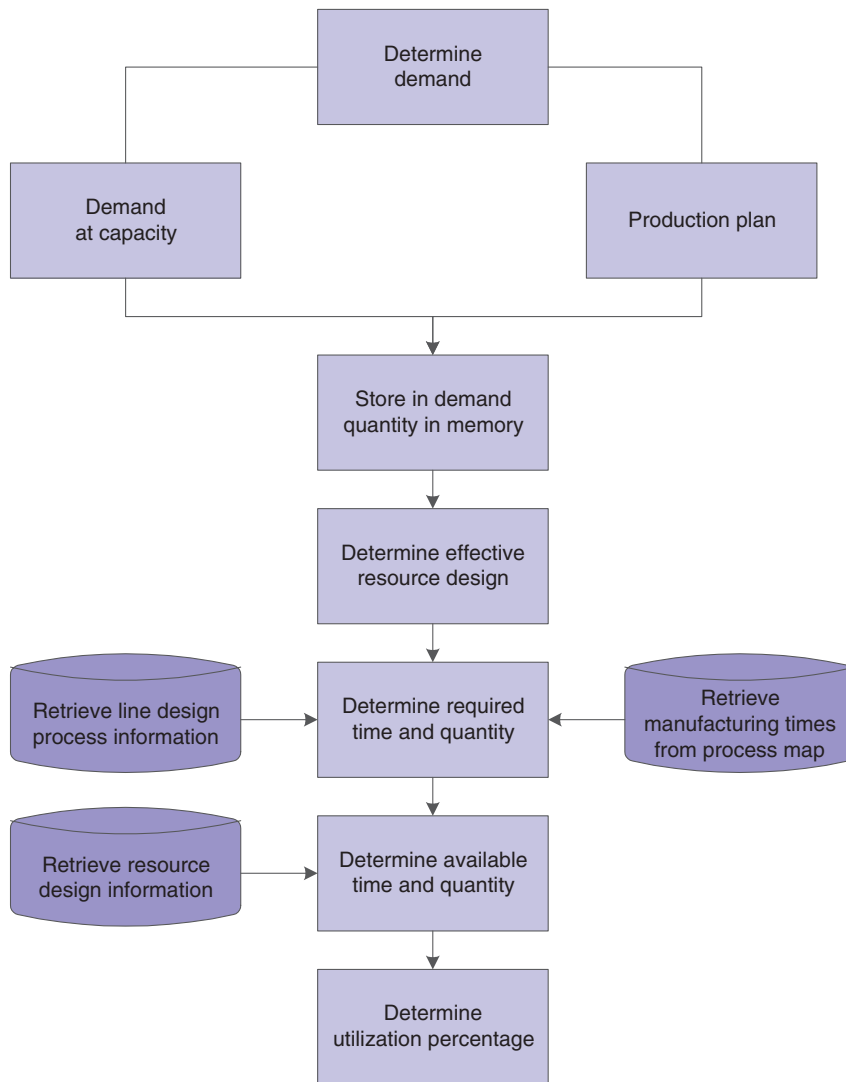 Determine
demand
Demand
at capacity
Production plan
Store in demand
quantity in memory
Determine effective
resource design
Retrieve line design
process information
Determine required
time and quantity
Retrieve
manufacturing times
from process map
Retrieve resource
design information
Determine available
time and quantity
Determine
utilization percentage